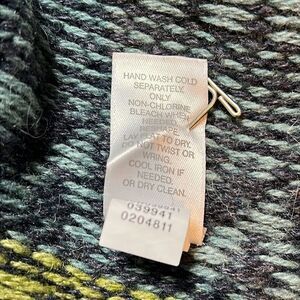 HAND WASH COLD
SEPARATELY.
ONLY
NON-CHLORINE
BLEACH WHEN
NEEDED.
LAY FLAT TO DRY.
DO NOT TWIST OR
WRING.
COOL IRON IF
NEEDED,
OR DRY CLEAN.
039941
0204811